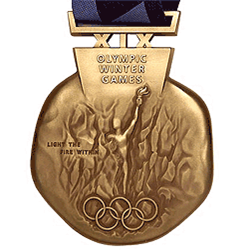 XIX
OLYMPIC
WINTER
GAMES
LIGHT THE
FIRE WITHIN